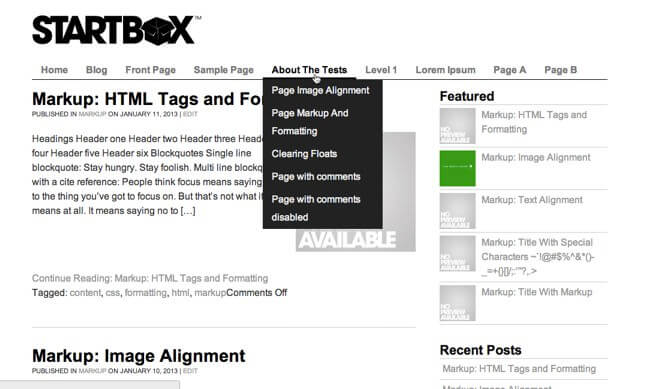 STARTBOX™
Home Blog Front Page Sample Page About The Tests Level 1 Lorem Ipsum Page A Page B
Page Image Alignment
Page Markup And
Formatting
Clearing Floats
Page with comments
Page with comments
disabled
Markup: HTML Tags and For
PUBLISHED IN MARKUP ON JANUARY 11, 2013 | EDIT
Headings Header one Header two Header three Head
four Header five Header six Blockquotes Single line
blockquote: Stay hungry. Stay foolish. Multi line blockq
with a cite reference: People think focus means saying
to the thing you've got to focus on. But that's not what it
means at all. It means saying no to […]
AVAILABLE
Continue Reading: Markup: HTML Tags and Formatting
Tagged: content, css, formatting, html, markupComments Off
Markup: Image Alignment
PUBLISHED IN MARKUP ON JANUARY 10, 2013 | EDIT
Featured
NO
PREVIEW
AVAILABLE
Markup: HTML Tags and
Formatting
Markup: Image Alignment
NO
PREVIEW
AVAILABLE
Markup: Text Alignment
NO
PREVIEW
AVAILABLE
Markup: Title With Special
Characters ~`!@#$%^&*()-
_=+{}[]/;:'"?,.>
NO
PREVIEW
AVAILABLE
Markup: Title With Markup
Recent Posts
Markup: HTML Tags and Formatting
Markup: Image Alignment